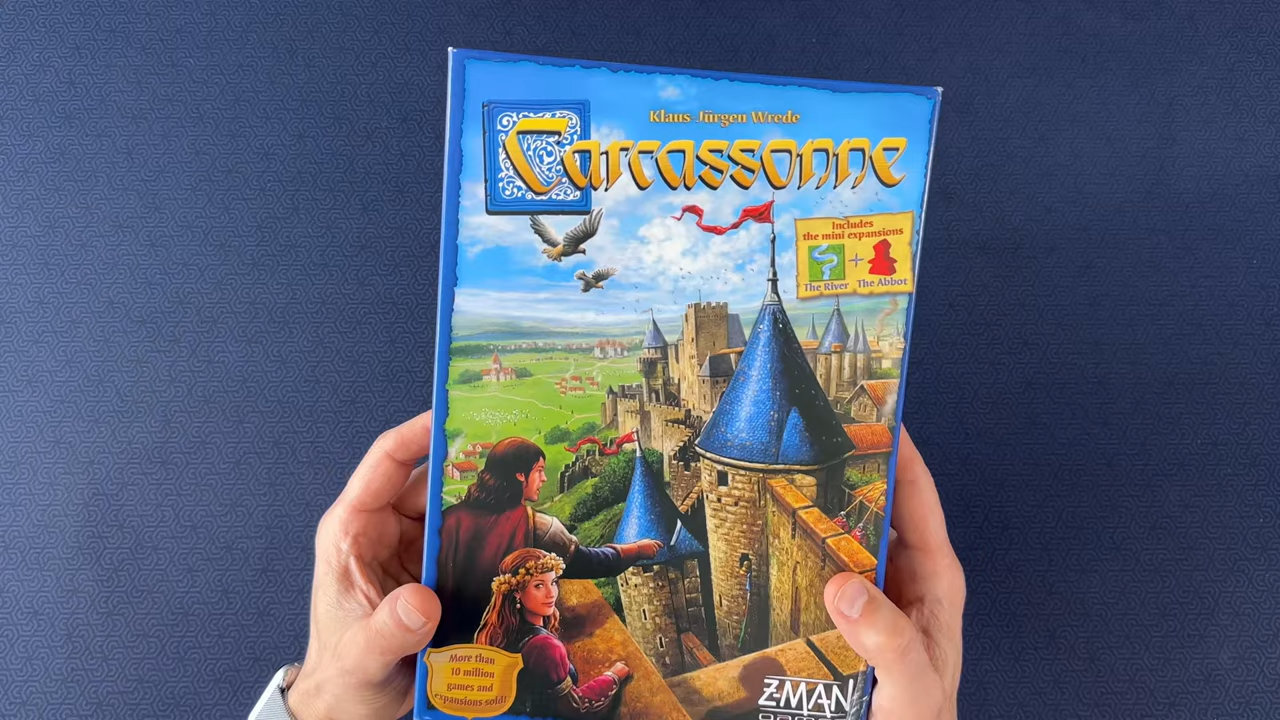 Klaus-Jürgen Wrede
Carcassonne
Includes
the mini expansions
The River + The Abbot
More than
10 million
games and
expansions sold!
Z-MAN
games